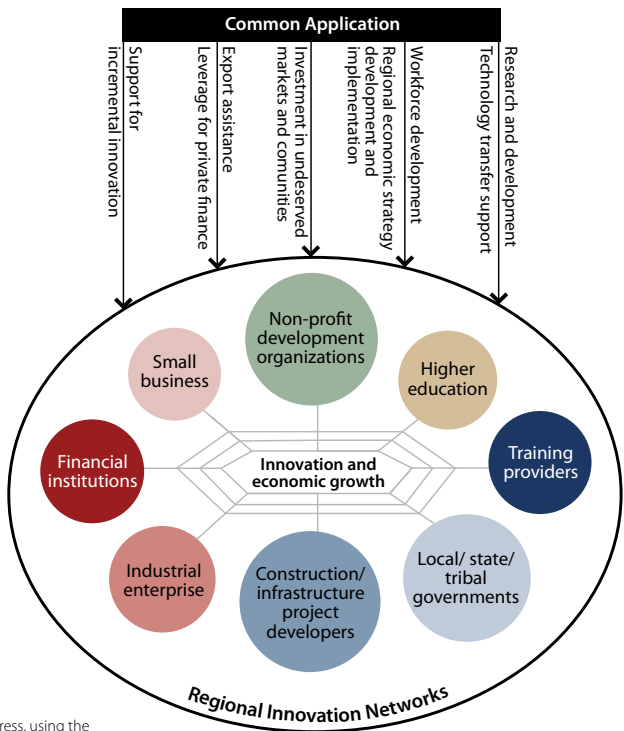 Common Application
Support for
incremental innovation
Export assistance
Leverage for private finance
Investment in undeserved
markets and comunities
Workforce development
Regional economic strategy
development and
implementation
Research and development
Technology transfer support
Non-profit
development
organizations
Small
business
Higher
education
Financial
institutions
Innovation and
economic growth
Training
providers
Industrial
enterprise
Construction/
infrastructure
project
developers
Local/ state/
tribal
governments
Regional Innovation Networks
ress, using the